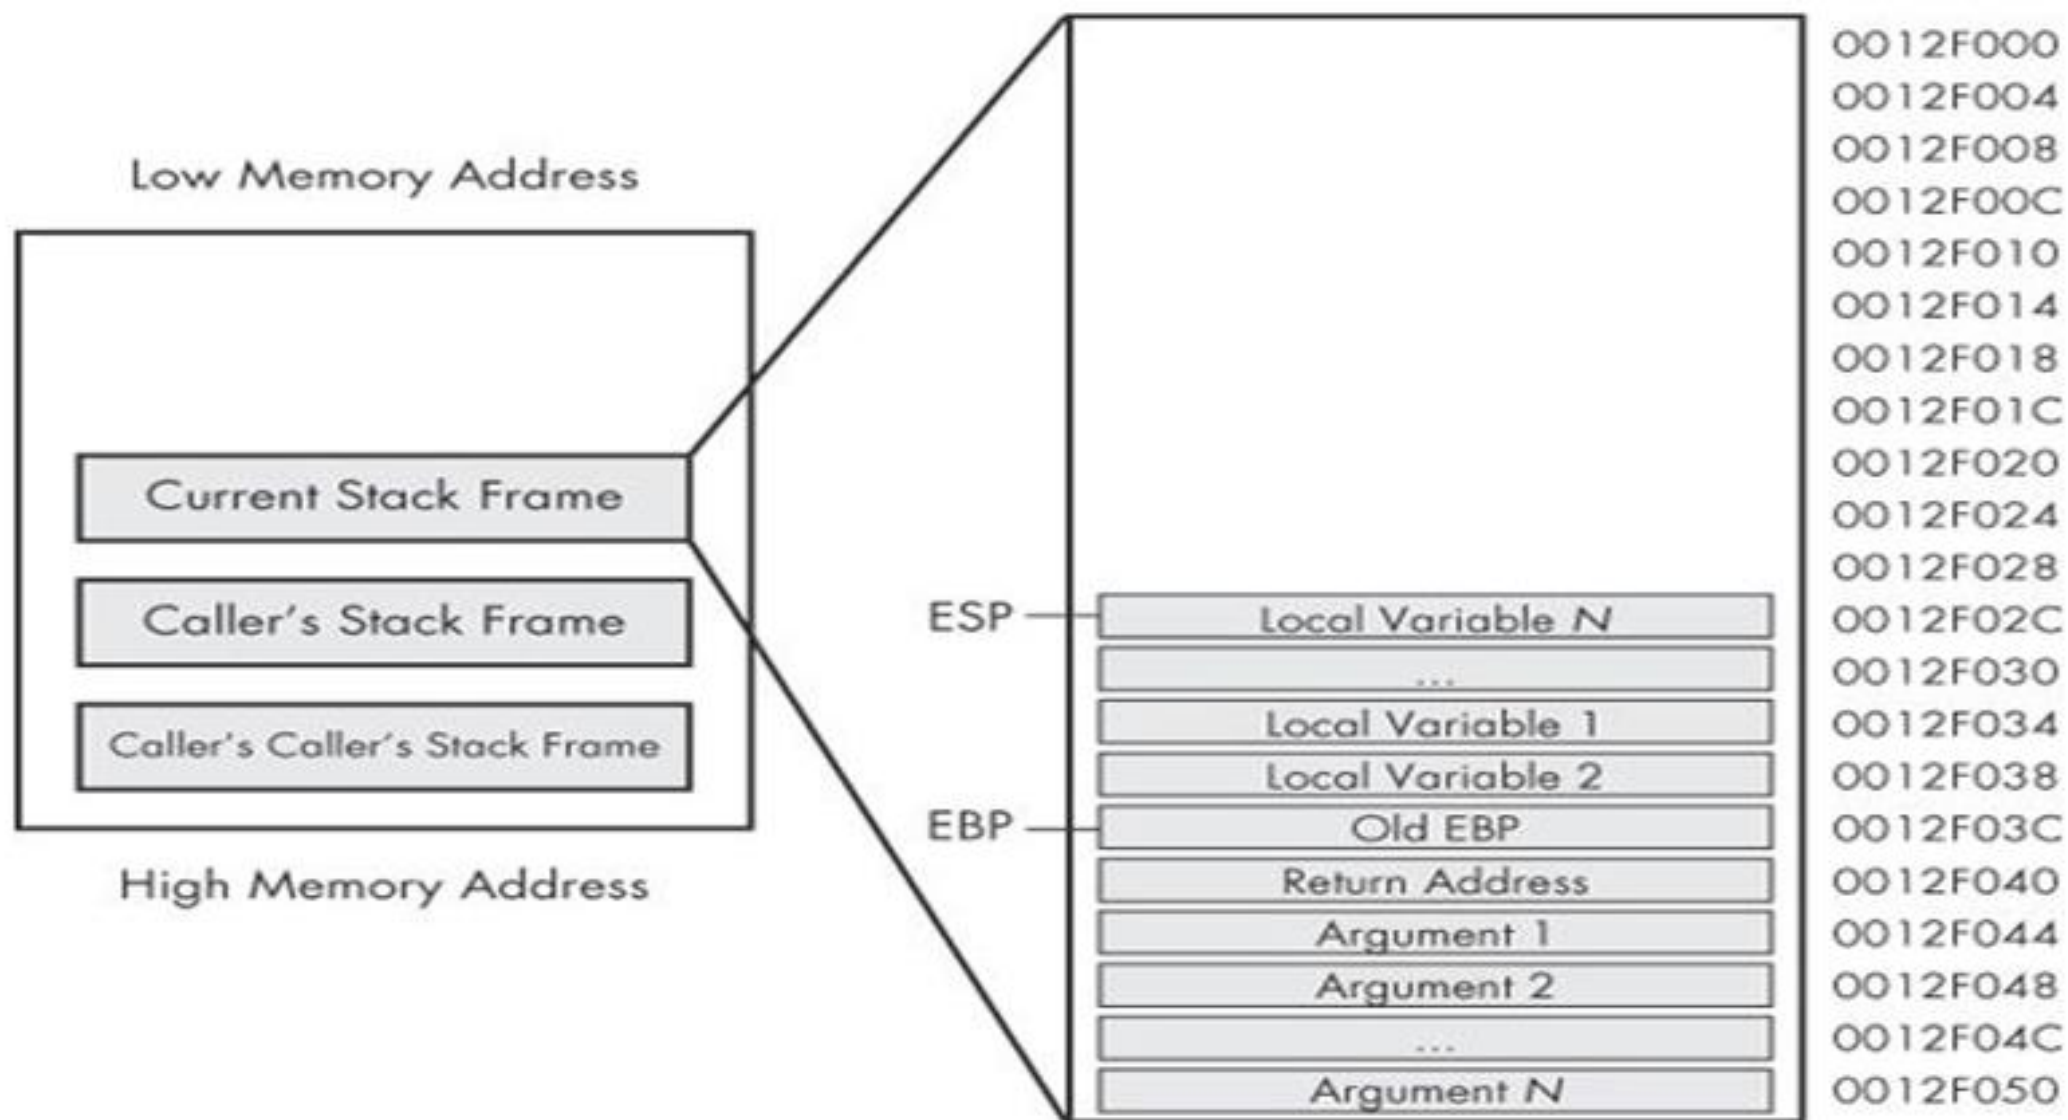 Low Memory Address
Current Stack Frame
Caller's Stack Frame
Caller's Caller's Stack Frame
High Memory Address
0012F000
0012F004
0012F008
0012F00C
0012F010
0012F014
0012F018
0012F01C
0012F020
0012F024
0012F028
ESP Local Variable N 0012F02C
... 0012F030
Local Variable 1 0012F034
Local Variable 2 0012F038
EBP Old EBP 0012F03C
Return Address 0012F040
Argument 1 0012F044
Argument 2 0012F048
... 0012F04C
Argument N 0012F050